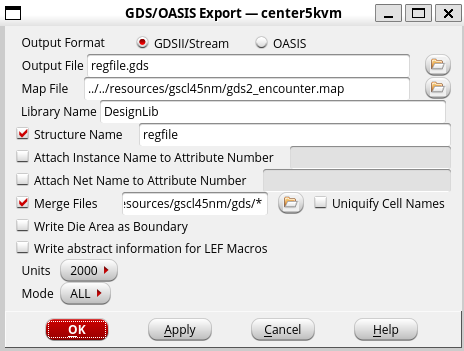 GDS/OASIS Export — center5kvm
Output Format GDSII/Stream OASIS
Output File regfile.gds
Map File ../../resources/gscl45nm/gds2_encounter.map
Library Name DesignLib
Structure Name regfile
Attach Instance Name to Attribute Number
Attach Net Name to Attribute Number
Merge Files esources/gscl45nm/gds/* Uniquify Cell Names
Write Die Area as Boundary
Write abstract information for LEF Macros
Units 2000
Mode ALL
OK Apply Cancel Help